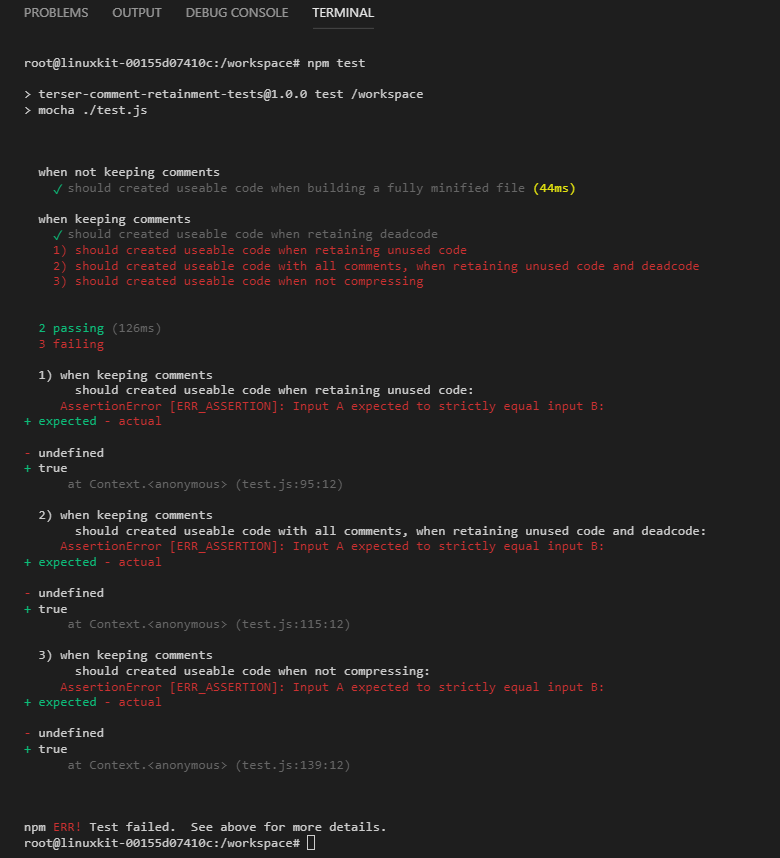 PROBLEMS OUTPUT DEBUG CONSOLE TERMINAL
root@linuxkit-00155d07410c:/workspace# npm test
> terser-comment-retainment-tests@1.0.0 test /workspace
> mocha ./test.js
when not keeping comments
✓ should created useable code when building a fully minified file (44ms)
when keeping comments
✓ should created useable code when retaining deadcode
1) should created useable code when retaining unused code
2) should created useable code with all comments, when retaining unused code and deadcode
3) should created useable code when not compressing
2 passing (126ms)
3 failing
1) when keeping comments
should created useable code when retaining unused code:
AssertionError [ERR_ASSERTION]: Input A expected to strictly equal input B:
+ expected - actual
- undefined
+ true
at Context.<anonymous> (test.js:95:12)
2) when keeping comments
should created useable code with all comments, when retaining unused code and deadcode:
AssertionError [ERR_ASSERTION]: Input A expected to strictly equal input B:
+ expected - actual
- undefined
+ true
at Context.<anonymous> (test.js:115:12)
3) when keeping comments
should created useable code when not compressing:
AssertionError [ERR_ASSERTION]: Input A expected to strictly equal input B:
+ expected - actual
- undefined
+ true
at Context.<anonymous> (test.js:139:12)
npm ERR! Test failed.  See above for more details.
root@linuxkit-00155d07410c:/workspace#